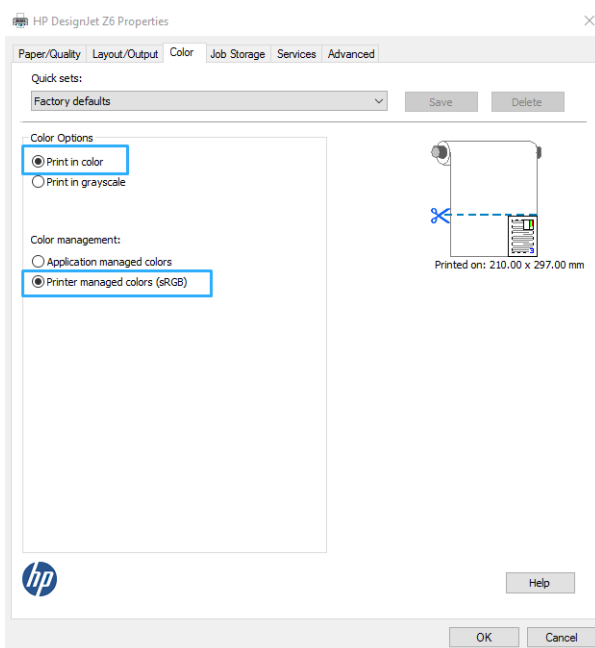 HP DesignJet Z6 Properties
Paper/Quality Layout/Output Color Job Storage Services Advanced
Quick sets:
Factory defaults
Save Delete
Color Options
Print in color
Print in grayscale
Color management:
Application managed colors
Printer managed colors (sRGB)
Printed on: 210.00 x 297.00 mm
hp
Help
OK Cancel